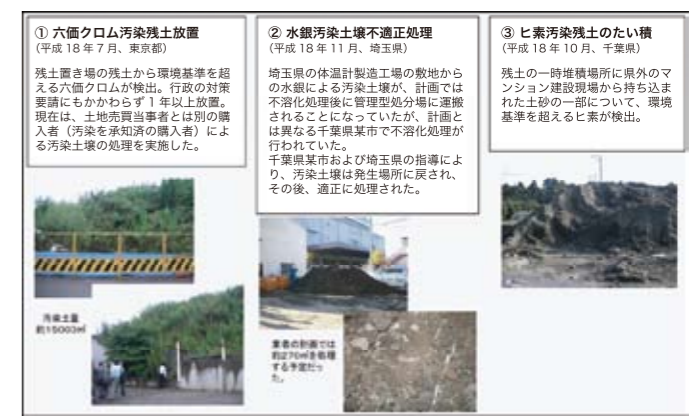 ① 六価クロム汚染残土放置
（平成 18 年 7 月、東京都）
残土置き場の残土から環境基準を超
える六価クロムが検出。行政の対策
要請にもかかわらず 1 年以上放置。
現在は、土地売買当事者とは別の購
入者（汚染を承知済の購入者）によ
る汚染土壌の処理を実施した。
汚染土量
約15000㎥
② 水銀汚染土壌不適正処理
（平成 18 年 11 月、埼玉県）
埼玉県の体温計製造工場の敷地から
の水銀による汚染土壌が、計画では
不溶化処理後に管理型処分場に運搬
されることになっていたが、計画と
は異なる千葉県某市で不溶化処理が
行われていた。
千葉県某市および埼玉県の指導によ
り、汚染土壌は発生場所に戻され、
その後、適正に処理された。
業者の計画では
約270㎥を処理
する予定だっ
た。
③ ヒ素汚染残土のたい積
（平成 18 年 10 月、千葉県）
残土の一時堆積場所に県外のマ
ンション建設現場から持ち込ま
れた土砂の一部について、環境
基準を超えるヒ素が検出。